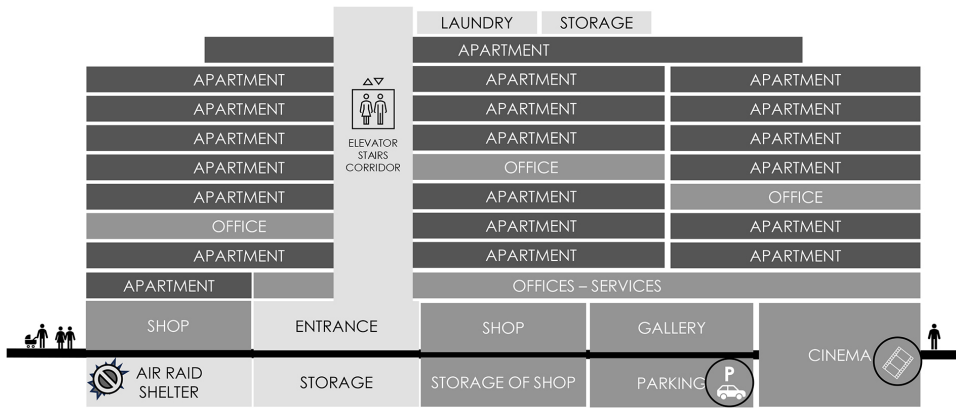 LAUNDRY STORAGE
APARTMENT
APARTMENT APARTMENT APARTMENT
APARTMENT APARTMENT APARTMENT
APARTMENT APARTMENT APARTMENT
APARTMENT OFFICE APARTMENT
APARTMENT APARTMENT OFFICE
OFFICE APARTMENT APARTMENT
APARTMENT APARTMENT APARTMENT
ELEVATOR
STAIRS
CORRIDOR
APARTMENT OFFICES – SERVICES
SHOP ENTRANCE SHOP GALLERY
CINEMA
AIR RAID
SHELTER
STORAGE STORAGE OF SHOP PARKING P